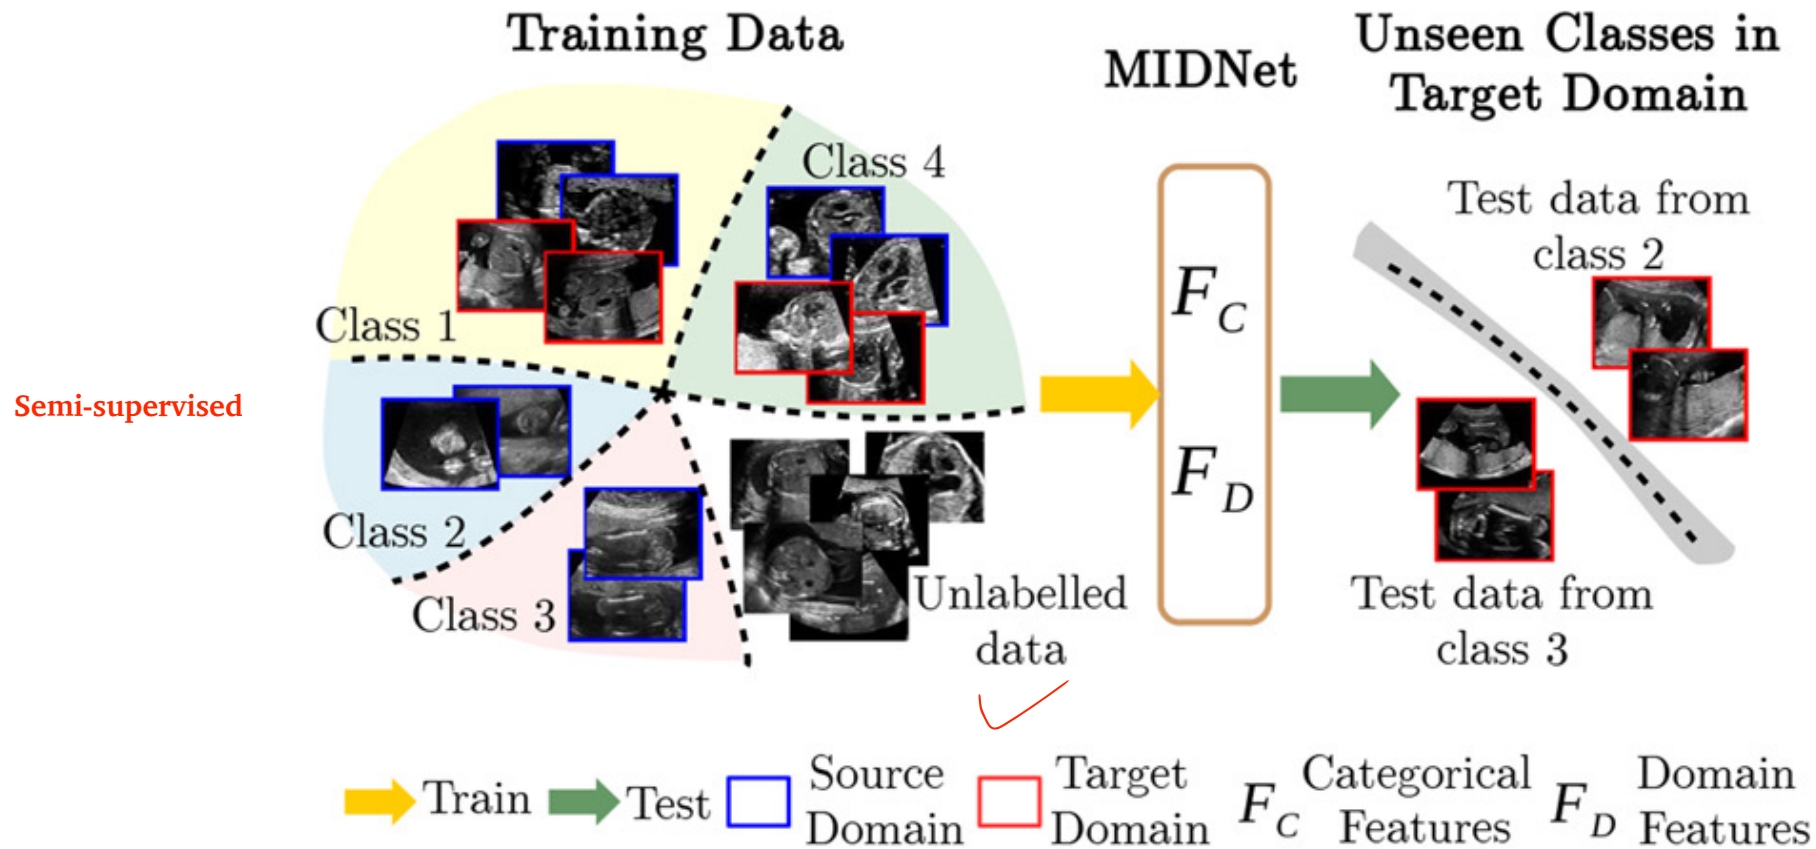 Training Data
MIDNet
Unseen Classes in
Target Domain
Class 4
Class 1
Class 2
Class 3
Semi-supervised
Unlabelled
data
F_C
F_D
Test data from
class 2
Test data from
class 3
Train
Test
Source
Domain
Target
Domain
F_C
Categorical
Features
F_D
Domain
Features